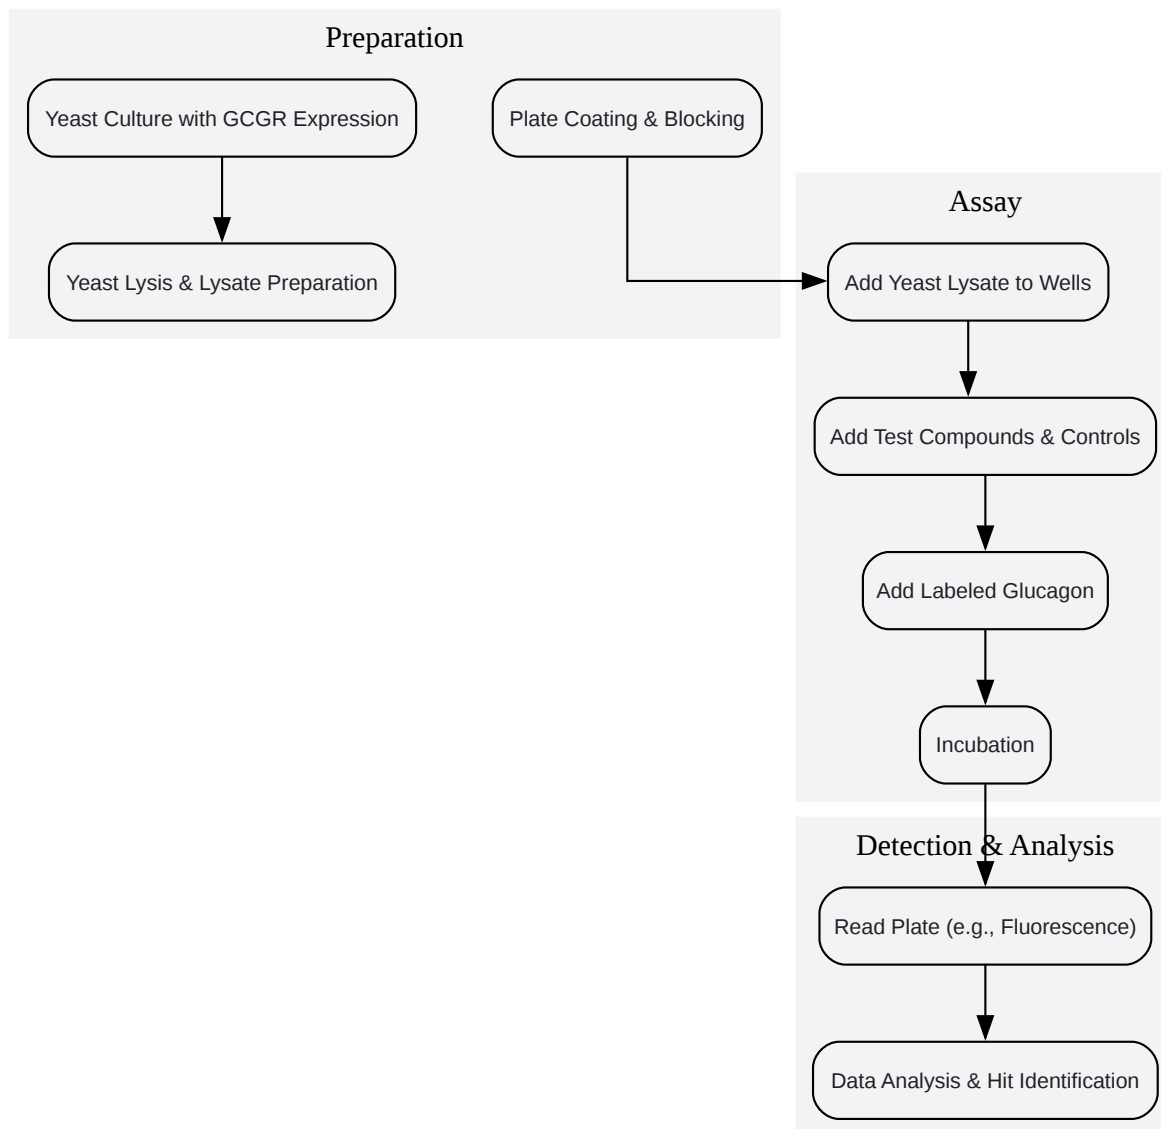 Preparation
Yeast Culture with GCGR Expression
Plate Coating & Blocking
Yeast Lysis & Lysate Preparation
Assay
Add Yeast Lysate to Wells
Add Test Compounds & Controls
Add Labeled Glucagon
Incubation
Detection & Analysis
Read Plate (e.g., Fluorescence)
Data Analysis & Hit Identification